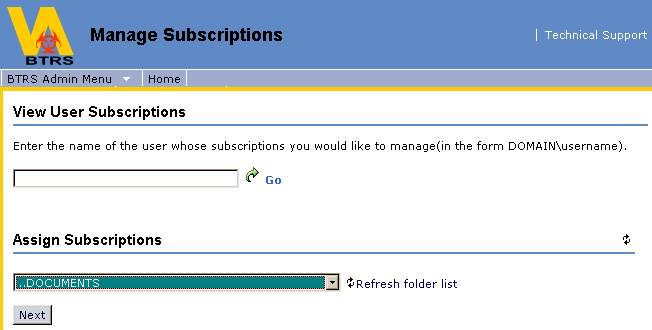 VA
BTRS
Manage Subscriptions
| Technical Support
BTRS Admin Menu
Home
View User Subscriptions
Enter the name of the user whose subscriptions you would like to manage(in the form DOMAIN\username).
Go
Assign Subscriptions
..DOCUMENTS
Refresh folder list
Next